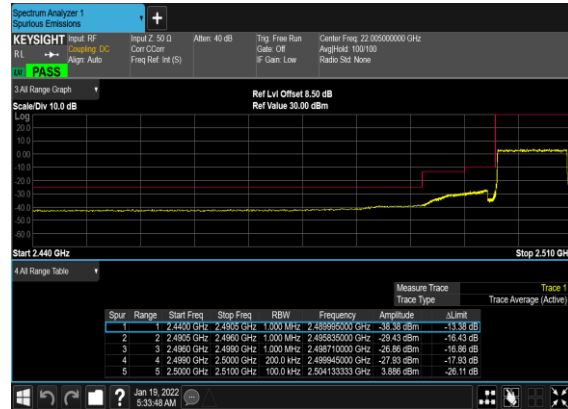 Spectrum Analyzer 1
Spurious Emissions
KEYSIGHT Input: RF Input Z: 50 Ω Atten: 40 dB Trig: Free Run Center Freq: 22.005000000 GHz
R L Coupling: DC Corr CCorr Gate: Off Avg|Hold: 100/100
Align: Auto Freq Ref: Int (S) IF Gain: Low Radio Std: None
PASS
3 All Range Graph
Ref Lvl Offset 8.50 dB
Scale/Div 10.0 dB Ref Value 30.00 dBm
Log
20.0
10.0
0.00
-10.0
-20.0
-30.0
-40.0
-50.0
-60.0
Start 2.440 GHz Stop 2.510 GH
4 All Range Table
Measure Trace Trace 1
Trace Type Trace Average (Active)
Spur Range Start Freq Stop Freq RBW Frequency Amplitude ΔLimit
1 1 2.4400 GHz 2.4905 GHz 1.000 MHz 2.489995000 GHz -38.38 dBm -13.38 dB
2 2 2.4905 GHz 2.4960 GHz 1.000 MHz 2.495835000 GHz -29.43 dBm -16.43 dB
3 3 2.4960 GHz 2.4990 GHz 1.000 MHz 2.498710000 GHz -26.86 dBm -16.86 dB
4 4 2.4990 GHz 2.5000 GHz 200.0 kHz 2.499945000 GHz -27.93 dBm -17.93 dB
5 5 2.5000 GHz 2.5100 GHz 100.0 kHz 2.504133333 GHz 3.886 dBm -26.11 dB
? Jan 19, 2022
5:33:48 AM